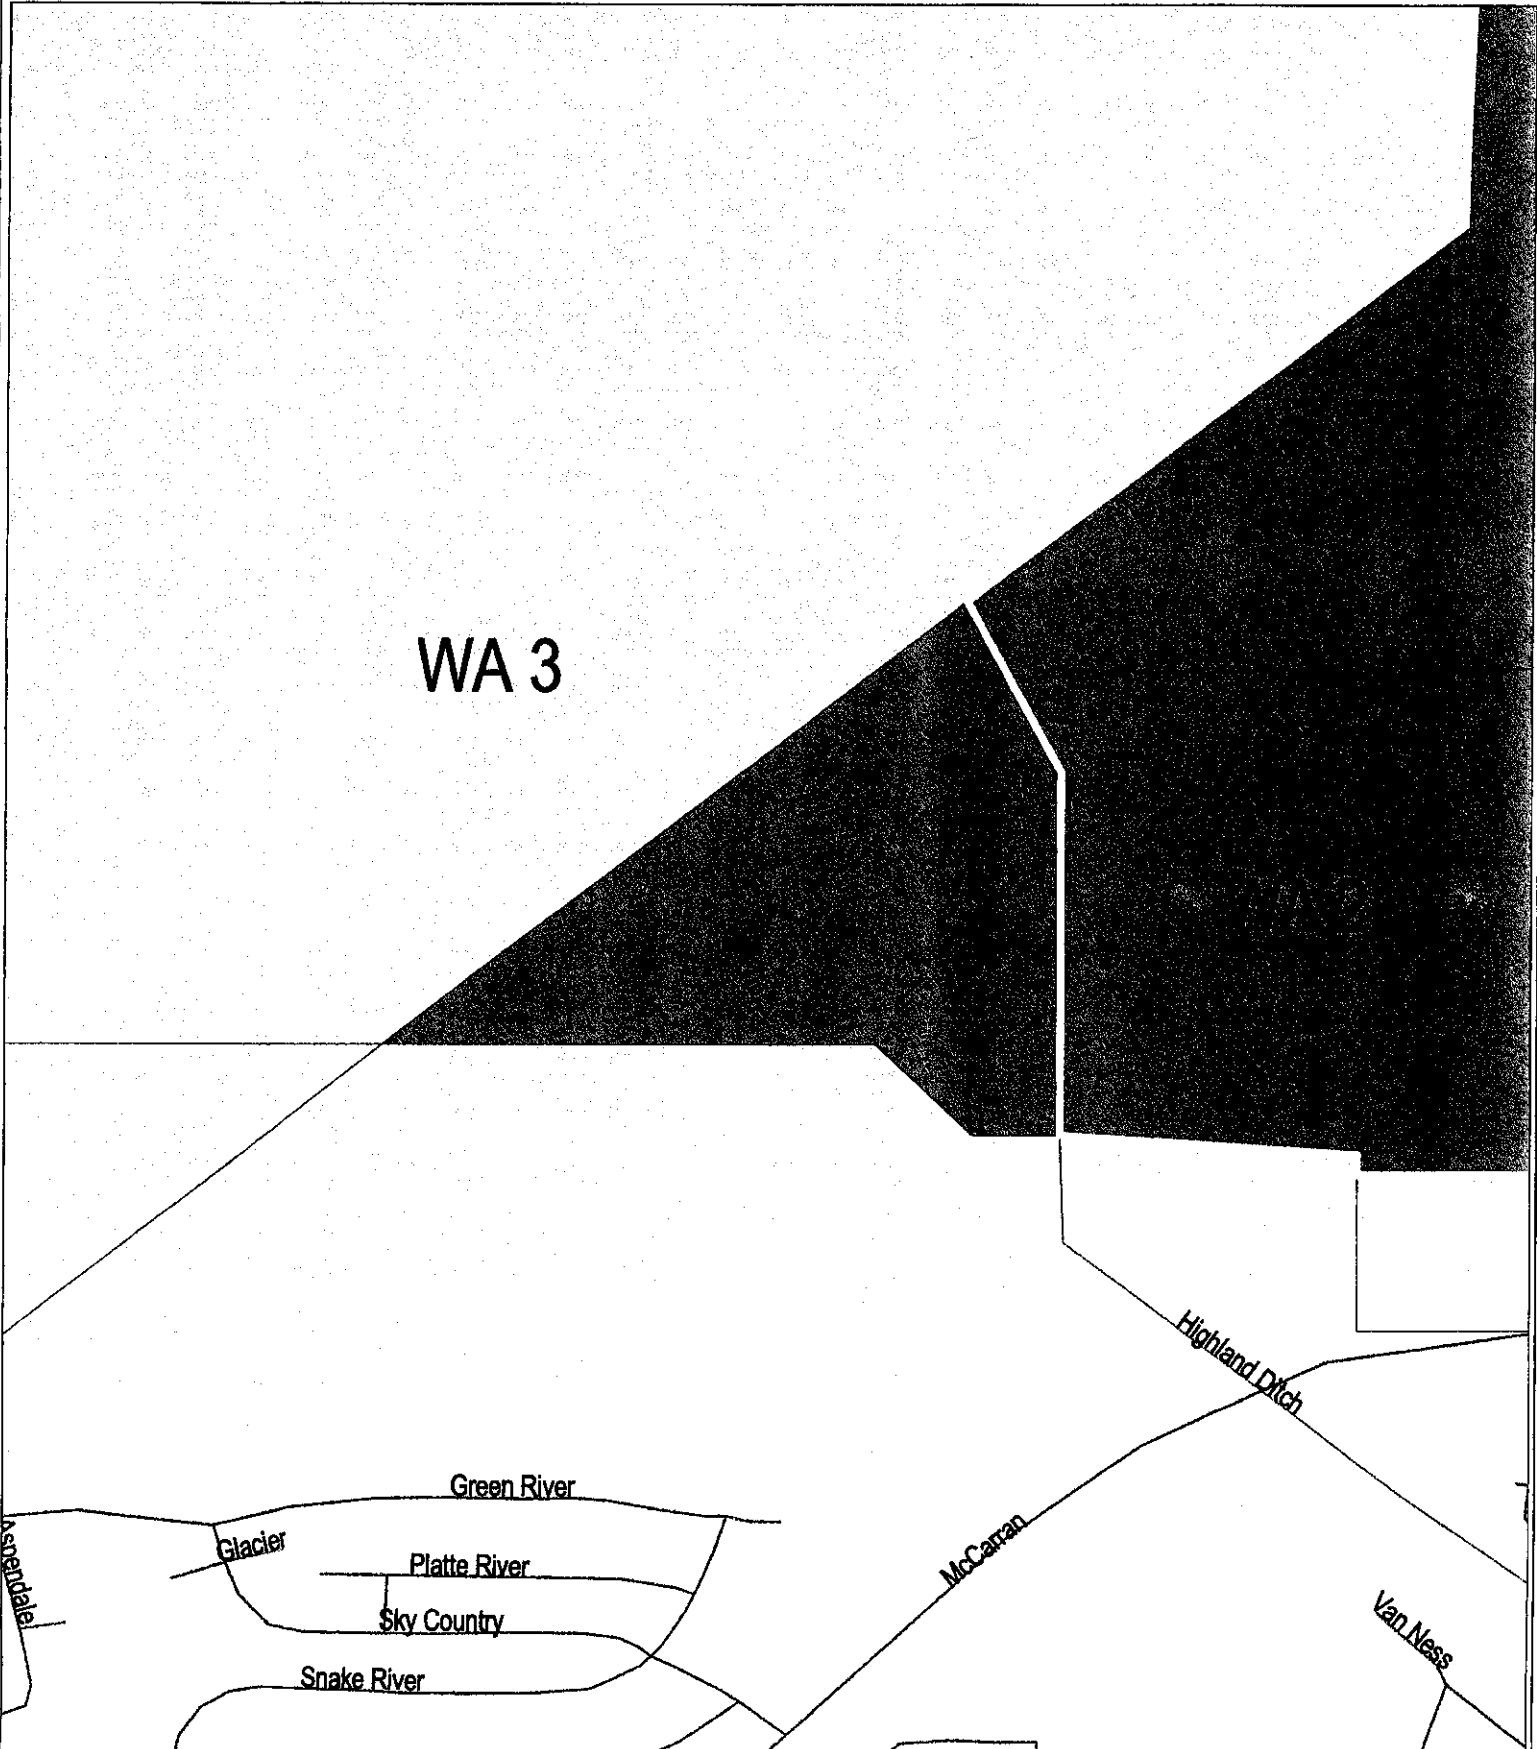 WA 3
Highland Ditch
Green River
Glacier
Aspendale
Platte River
McCarran
Sky Country
Van Ness
Snake River